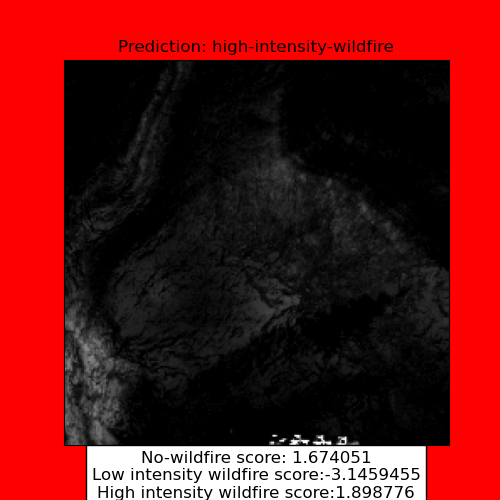 Prediction: high-intensity-wildfire
No-wildfire score: 1.674051
Low intensity wildfire score:-3.1459455
High intensity wildfire score:1.898776